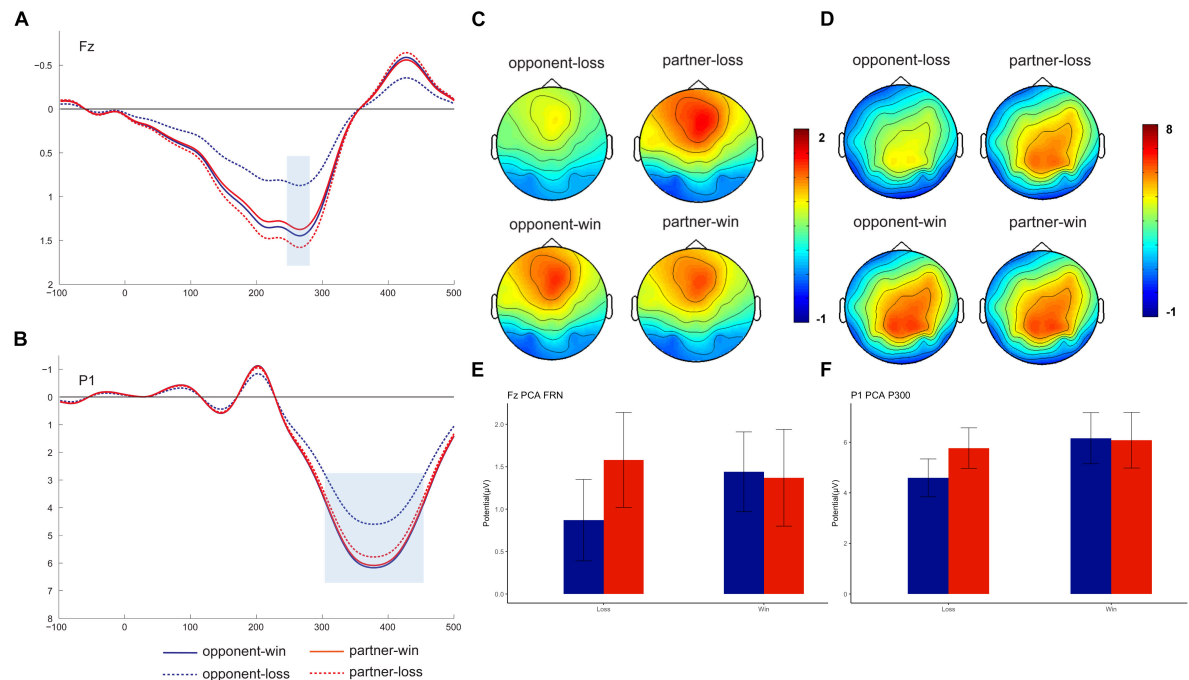 A
Fz
−0.5
0
0.5
1
1.5
2
−100 0 100 200 300 400 500
B
P1
−1
0
1
2
3
4
5
6
7
8
−100 0 100 200 300 400 500
opponent-win partner-win
opponent-loss partner-loss
C
opponent-loss partner-loss
opponent-win partner-win
2
-1
D
opponent-loss partner-loss
opponent-win partner-win
8
-1
E
Fz PCA FRN
Potential(μV)
2.0
1.5
1.0
0.5
0.0
Loss Win
F
P1 PCA P300
Potential(μV)
6
4
2
0
Loss Win